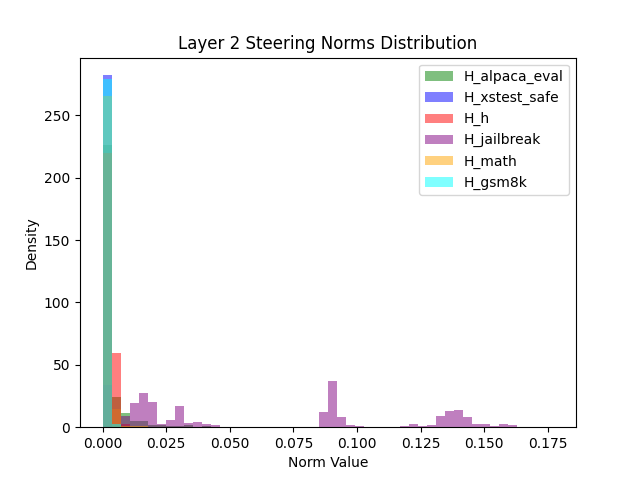 Layer 2 Steering Norms Distribution
H_alpaca_eval
H_xstest_safe
H_h
H_jailbreak
H_math
H_gsm8k
250
200
150
100
50
0
Density
0.000 0.025 0.050 0.075 0.100 0.125 0.150 0.175
Norm Value